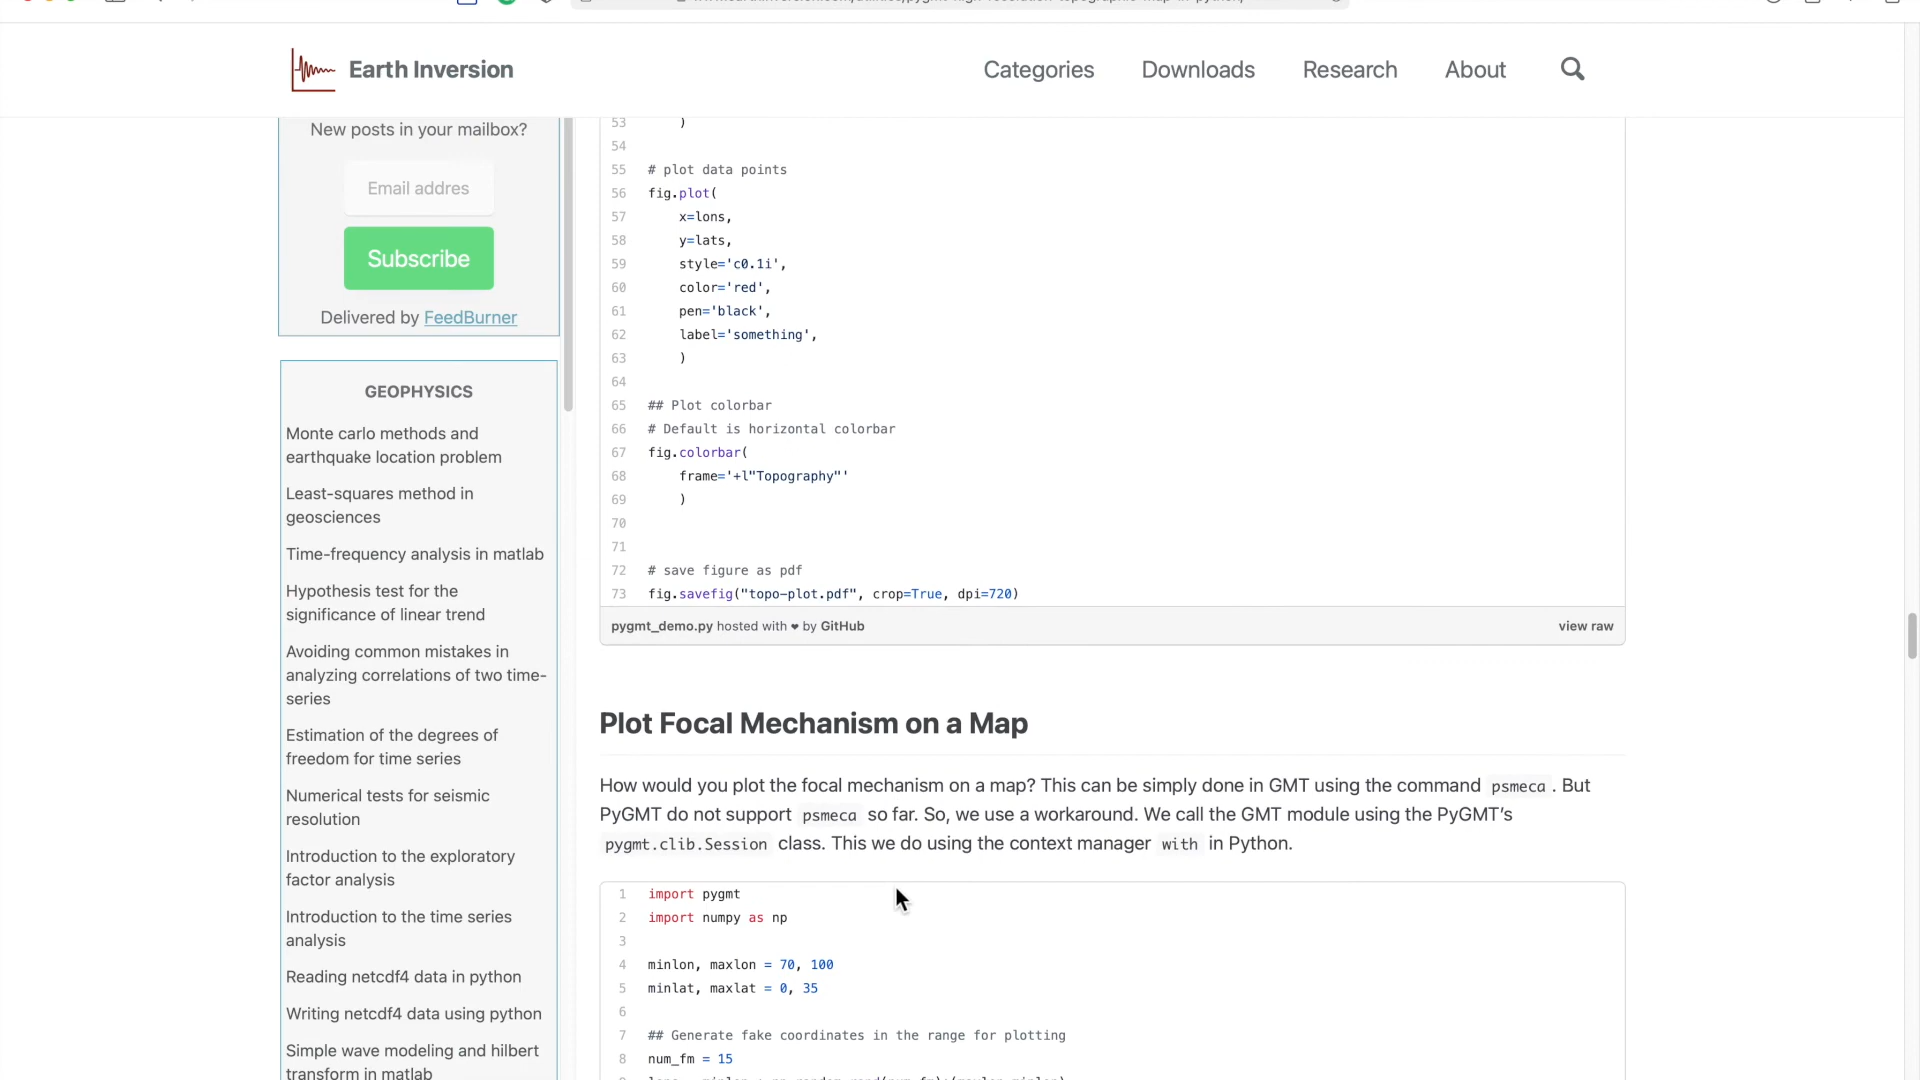 Earth Inversion
Categories
Downloads
Research
About
New posts in your mailbox?
Email addres
Subscribe
Delivered by FeedBurner
GEOPHYSICS
Monte carlo methods and
earthquake location problem
Least-squares method in
geosciences
Time-frequency analysis in matlab
Hypothesis test for the
significance of linear trend
Avoiding common mistakes in
analyzing correlations of two time-
series
Estimation of the degrees of
freedom for time series
Numerical tests for seismic
resolution
Introduction to the exploratory
factor analysis
Introduction to the time series
analysis
Reading netcdf4 data in python
Writing netcdf4 data using python
Simple wave modeling and hilbert
transform in matlab
53 )
54
55 # plot data points
56 fig.plot(
57 x=lons,
58 y=lats,
59 style='c0.1i',
60 color='red',
61 pen='black',
62 label='something',
63 )
64
65 ## Plot colorbar
66 # Default is horizontal colorbar
67 fig.colorbar(
68 frame='+l"Topography"'
69 )
70
71
72 # save figure as pdf
73 fig.savefig("topo-plot.pdf", crop=True, dpi=720)
pygmt_demo.py hosted with ❤ by GitHub
view raw
Plot Focal Mechanism on a Map
How would you plot the focal mechanism on a map? This can be simply done in GMT using the command psmeca . But
PyGMT do not support psmeca so far. So, we use a workaround. We call the GMT module using the PyGMT’s
pygmt.clib.Session class. This we do using the context manager with in Python.
1 import pygmt
2 import numpy as np
3
4 minlon, maxlon = 70, 100
5 minlat, maxlat = 0, 35
6
7 ## Generate fake coordinates in the range for plotting
8 num_fm = 15